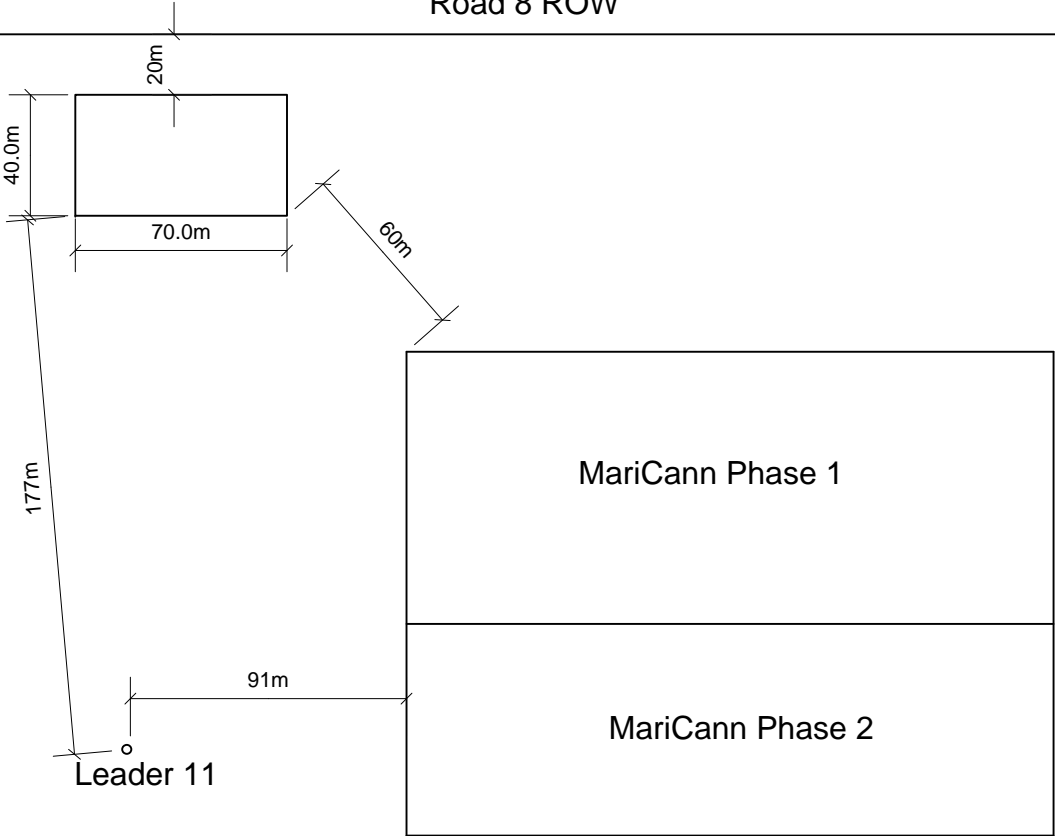 Road 8 ROW
20m
40.0m
70.0m
60m
177m
MariCann Phase 1
91m
MariCann Phase 2
Leader 11